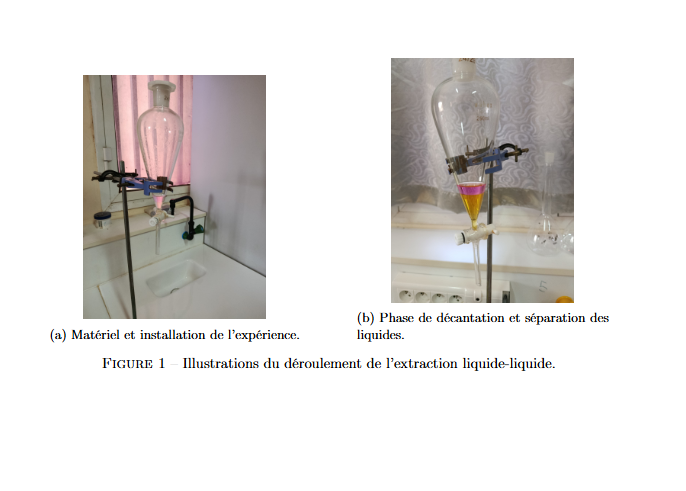 (a) Matériel et installation de l'expérience.
(b) Phase de décantation et séparation des
liquides.
FIGURE 1 – Illustrations du déroulement de l'extraction liquide-liquide.